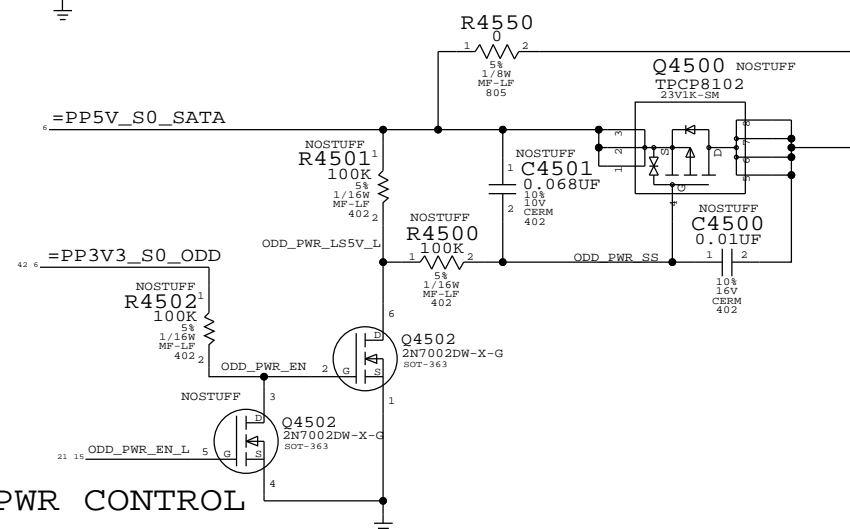 R4550
0
1 2
5%
1/8W
MF-LF
805
Q4500 NOSTUFF
TPCP8102
23V1K-SM
6 =PP5V_S0_SATA
NOSTUFF
R4501 1
100K
5%
1/16W
MF-LF
402 2
NOSTUFF
1 C4501
0.068UF
10%
2 10V
CERM
402
3
2
1
S
D
G
4
8
7
6
5
ODD_PWR_LS5V_L
NOSTUFF
R4500
100K
1 2
5%
1/16W
MF-LF
402
ODD_PWR_SS
NOSTUFF
C4500
0.01UF
1 2
10%
16V
CERM
402
=PP3V3_S0_ODD
42 6
NOSTUFF
R4502 1
100K
5%
1/16W
MF-LF
402 2
6
D
Q4502
2N7002DW-X-G
SOT-363
ODD_PWR_EN 2 G S
1
3
NOSTUFF
D
Q4502
2N7002DW-X-G
SOT-363
21 15 ODD_PWR_EN_L 5 G S
4
PWR CONTROL